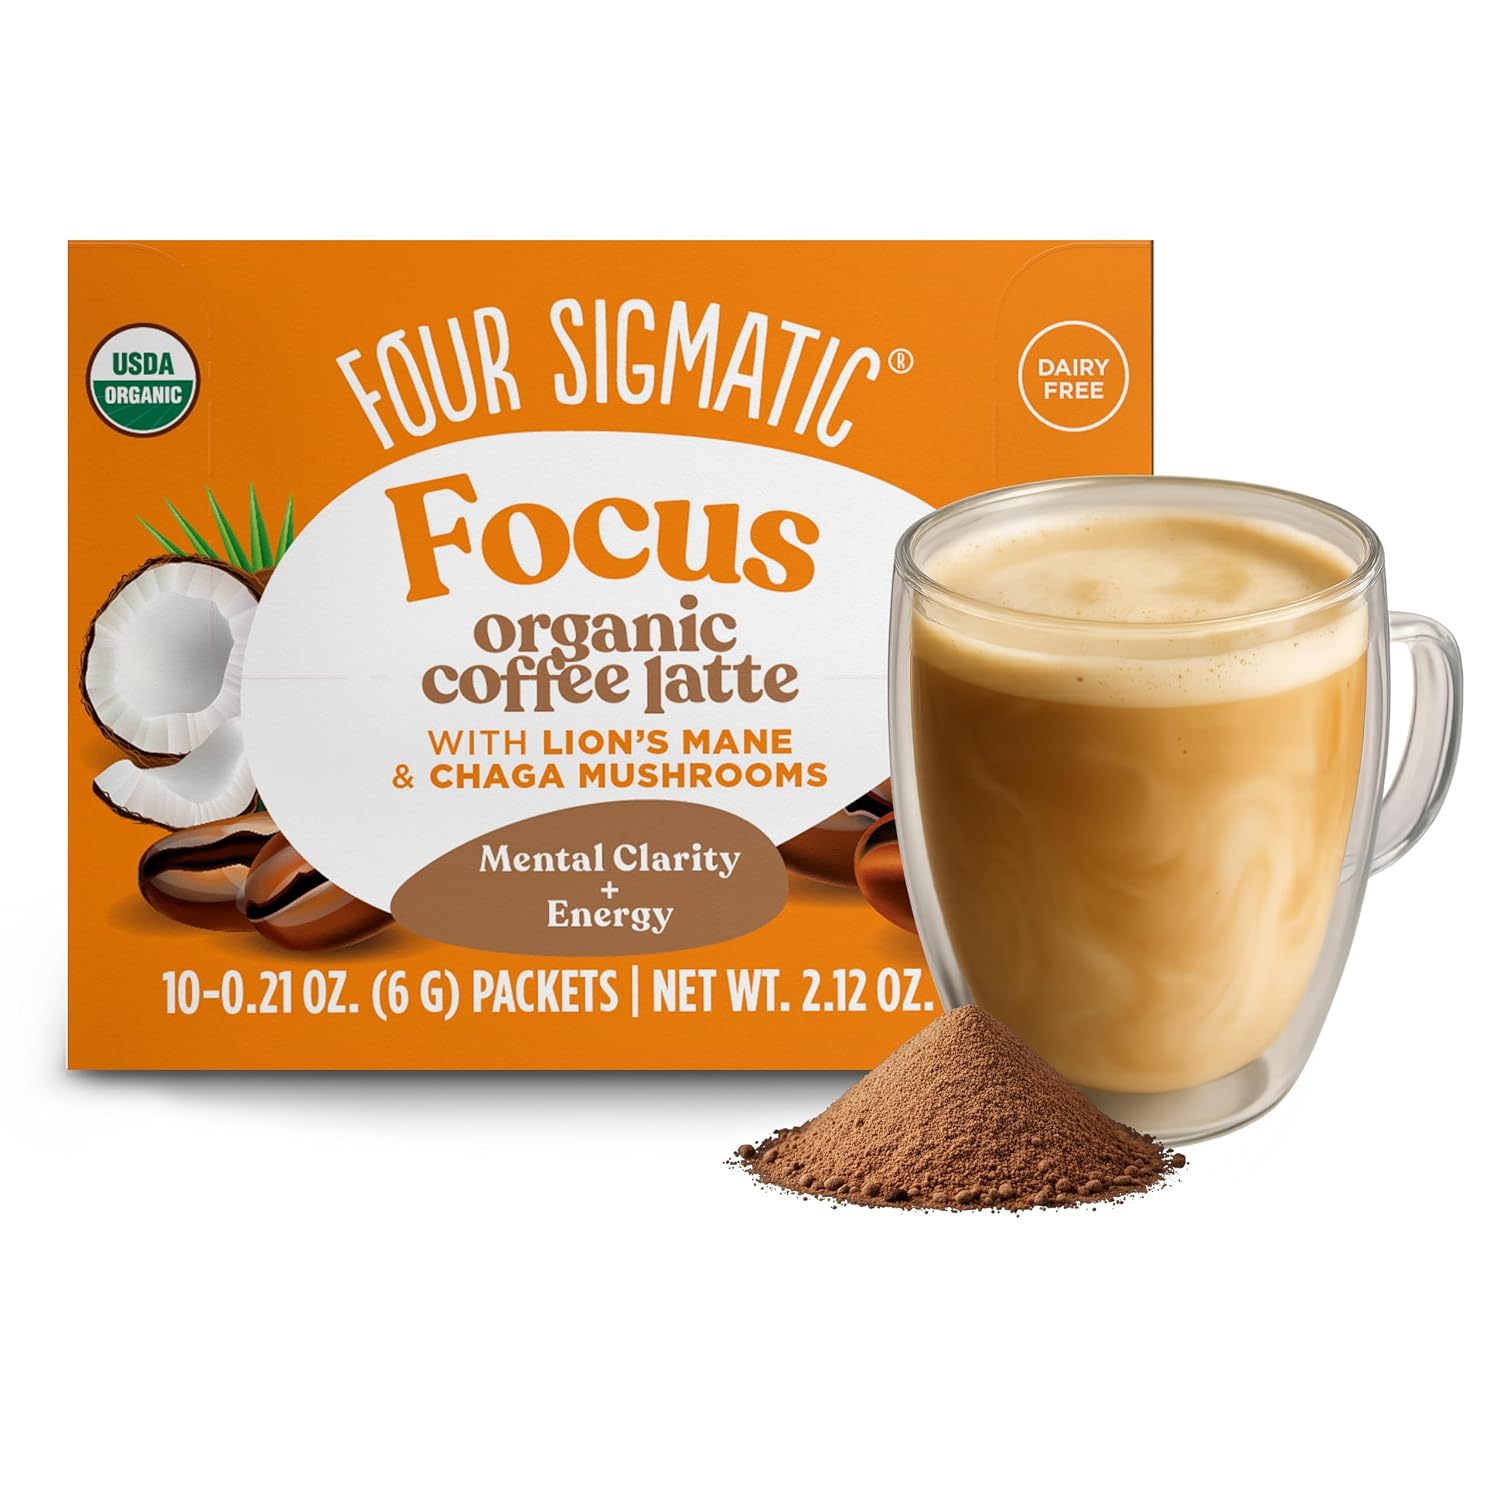 FOUR SIGMATIC®
USDA
ORGANIC
DAIRY
FREE
Focus
organic
coffee latte
WITH LION'S MANE
& CHAGA MUSHROOMS
Mental Clarity
+
Energy
10-0.21 OZ. (6 G) PACKETS | NET WT. 2.12 OZ.